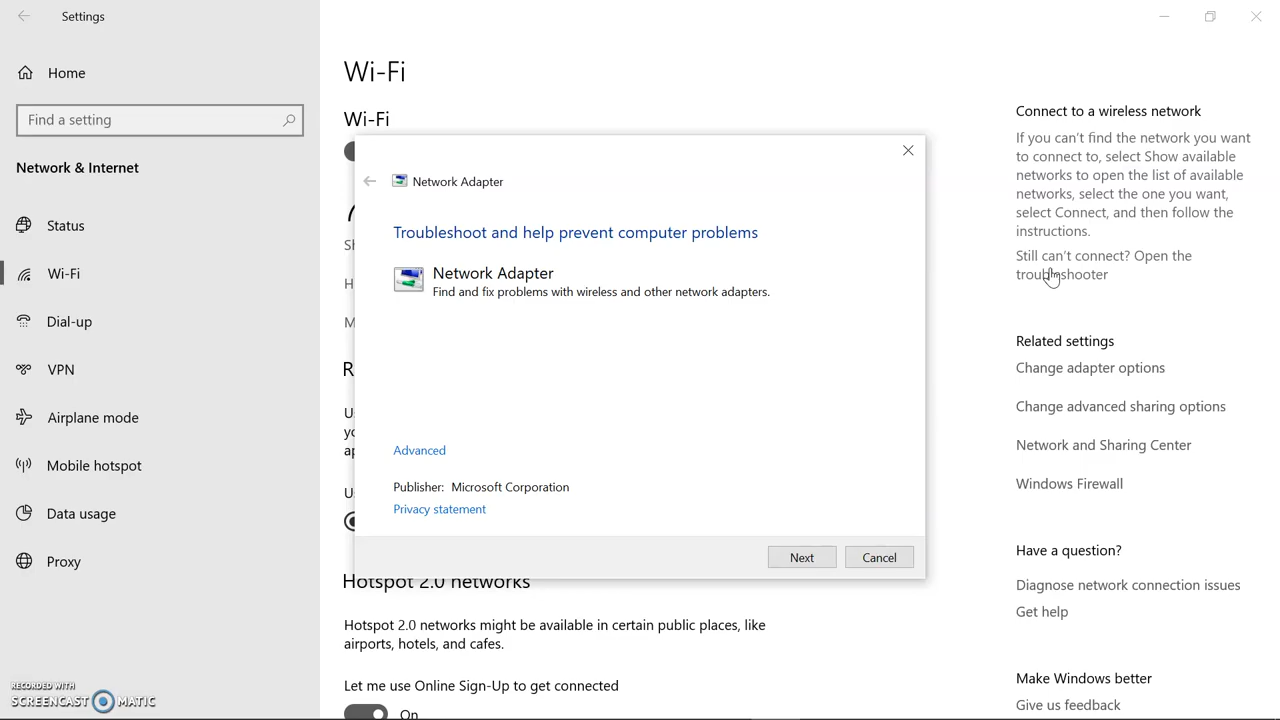 Settings
Home
Find a setting
Network & Internet
Status
Wi-Fi
Dial-up
VPN
Airplane mode
Mobile hotspot
Data usage
Proxy
RECORDED WITH
SCREENCAST MATIC
Wi-Fi
Wi-Fi
Sh
H
M
R
Us
yo
ap
Us
Network Adapter
Troubleshoot and help prevent computer problems
Network Adapter
Find and fix problems with wireless and other network adapters.
Advanced
Publisher: Microsoft Corporation
Privacy statement
Next
Cancel
Hotspot 2.0 networks
Hotspot 2.0 networks might be available in certain public places, like
airports, hotels, and cafes.
Let me use Online Sign-Up to get connected
On
Connect to a wireless network
If you can't find the network you want
to connect to, select Show available
networks to open the list of available
networks, select the one you want,
select Connect, and then follow the
instructions.
Still can't connect? Open the
troubleshooter
Related settings
Change adapter options
Change advanced sharing options
Network and Sharing Center
Windows Firewall
Have a question?
Diagnose network connection issues
Get help
Make Windows better
Give us feedback